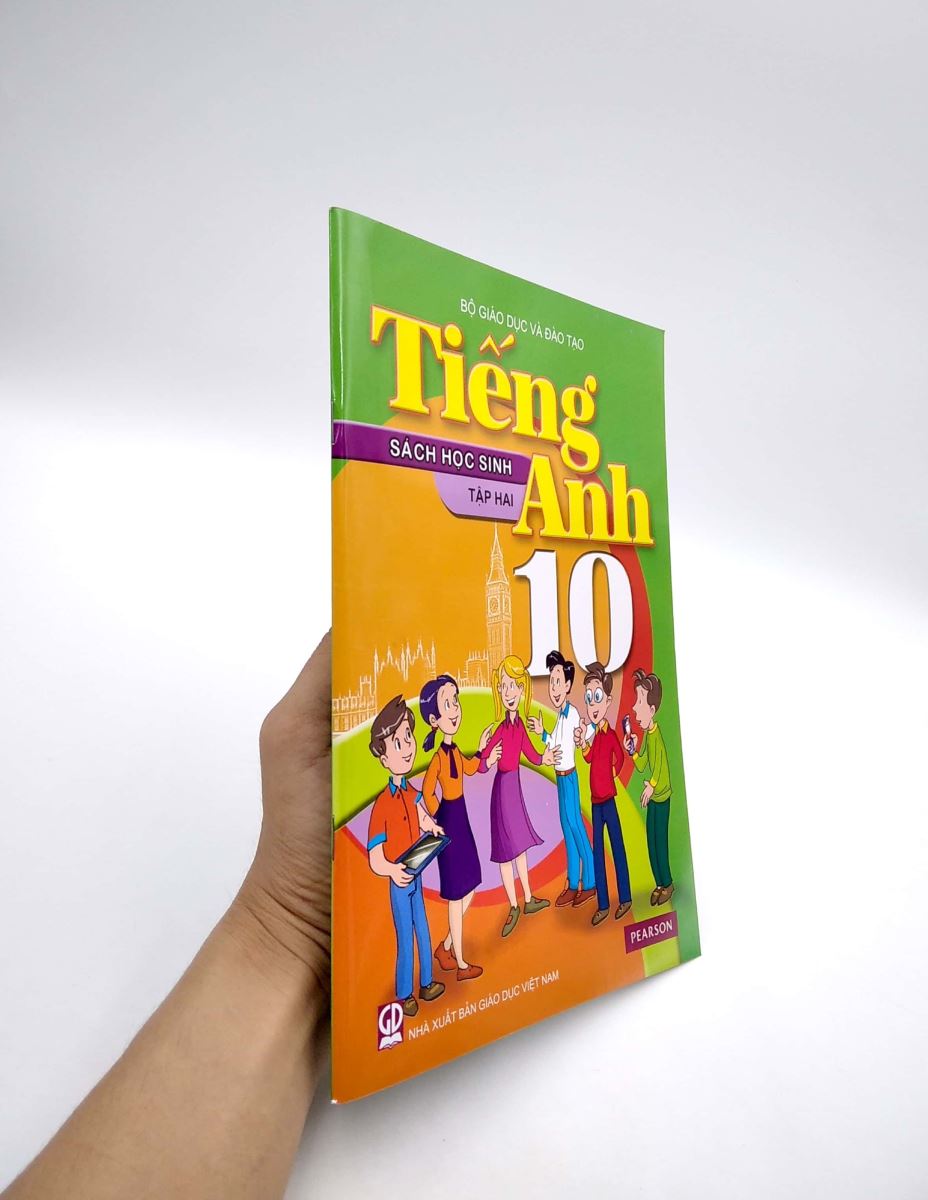 BỘ GIÁO DỤC VÀ ĐÀO TẠO
Tiếng
Anh
SÁCH HỌC SINH
TẬP HAI
10
PEARSON
GD
NHÀ XUẤT BẢN GIÁO DỤC VIỆT NAM